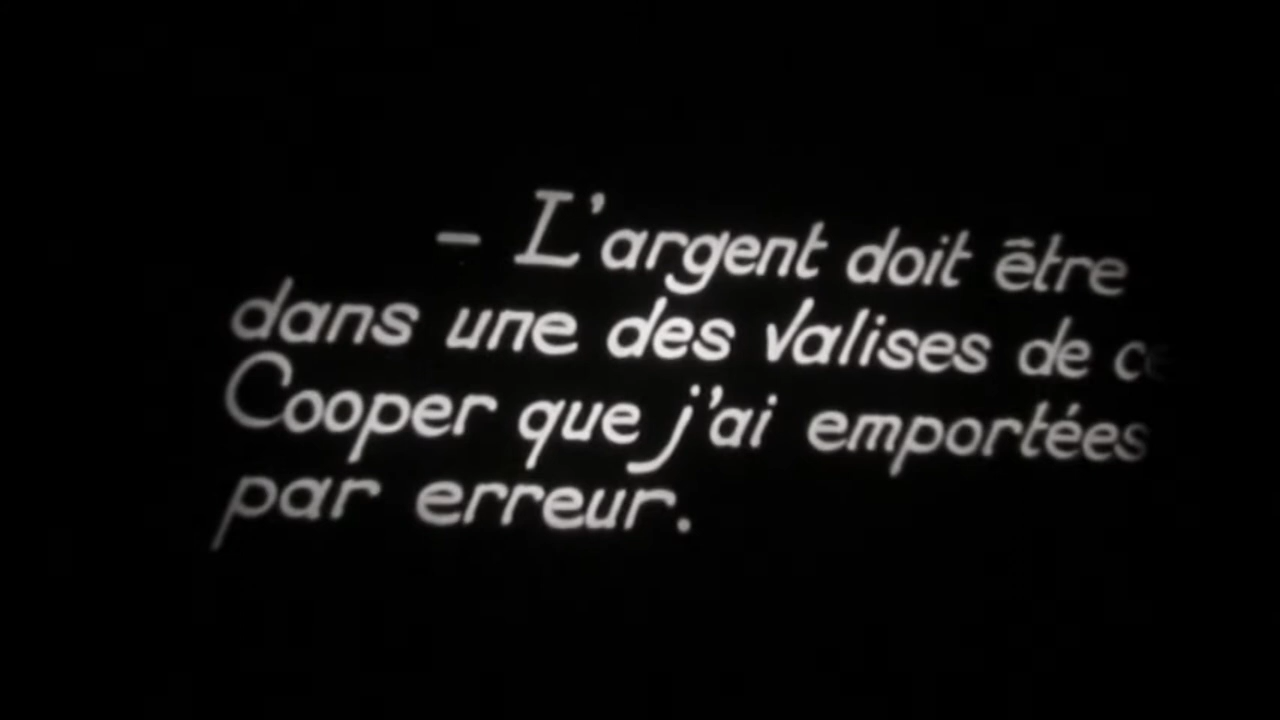 – L'argent doit être
dans une des valises de
Cooper que j'ai emportées
par erreur.